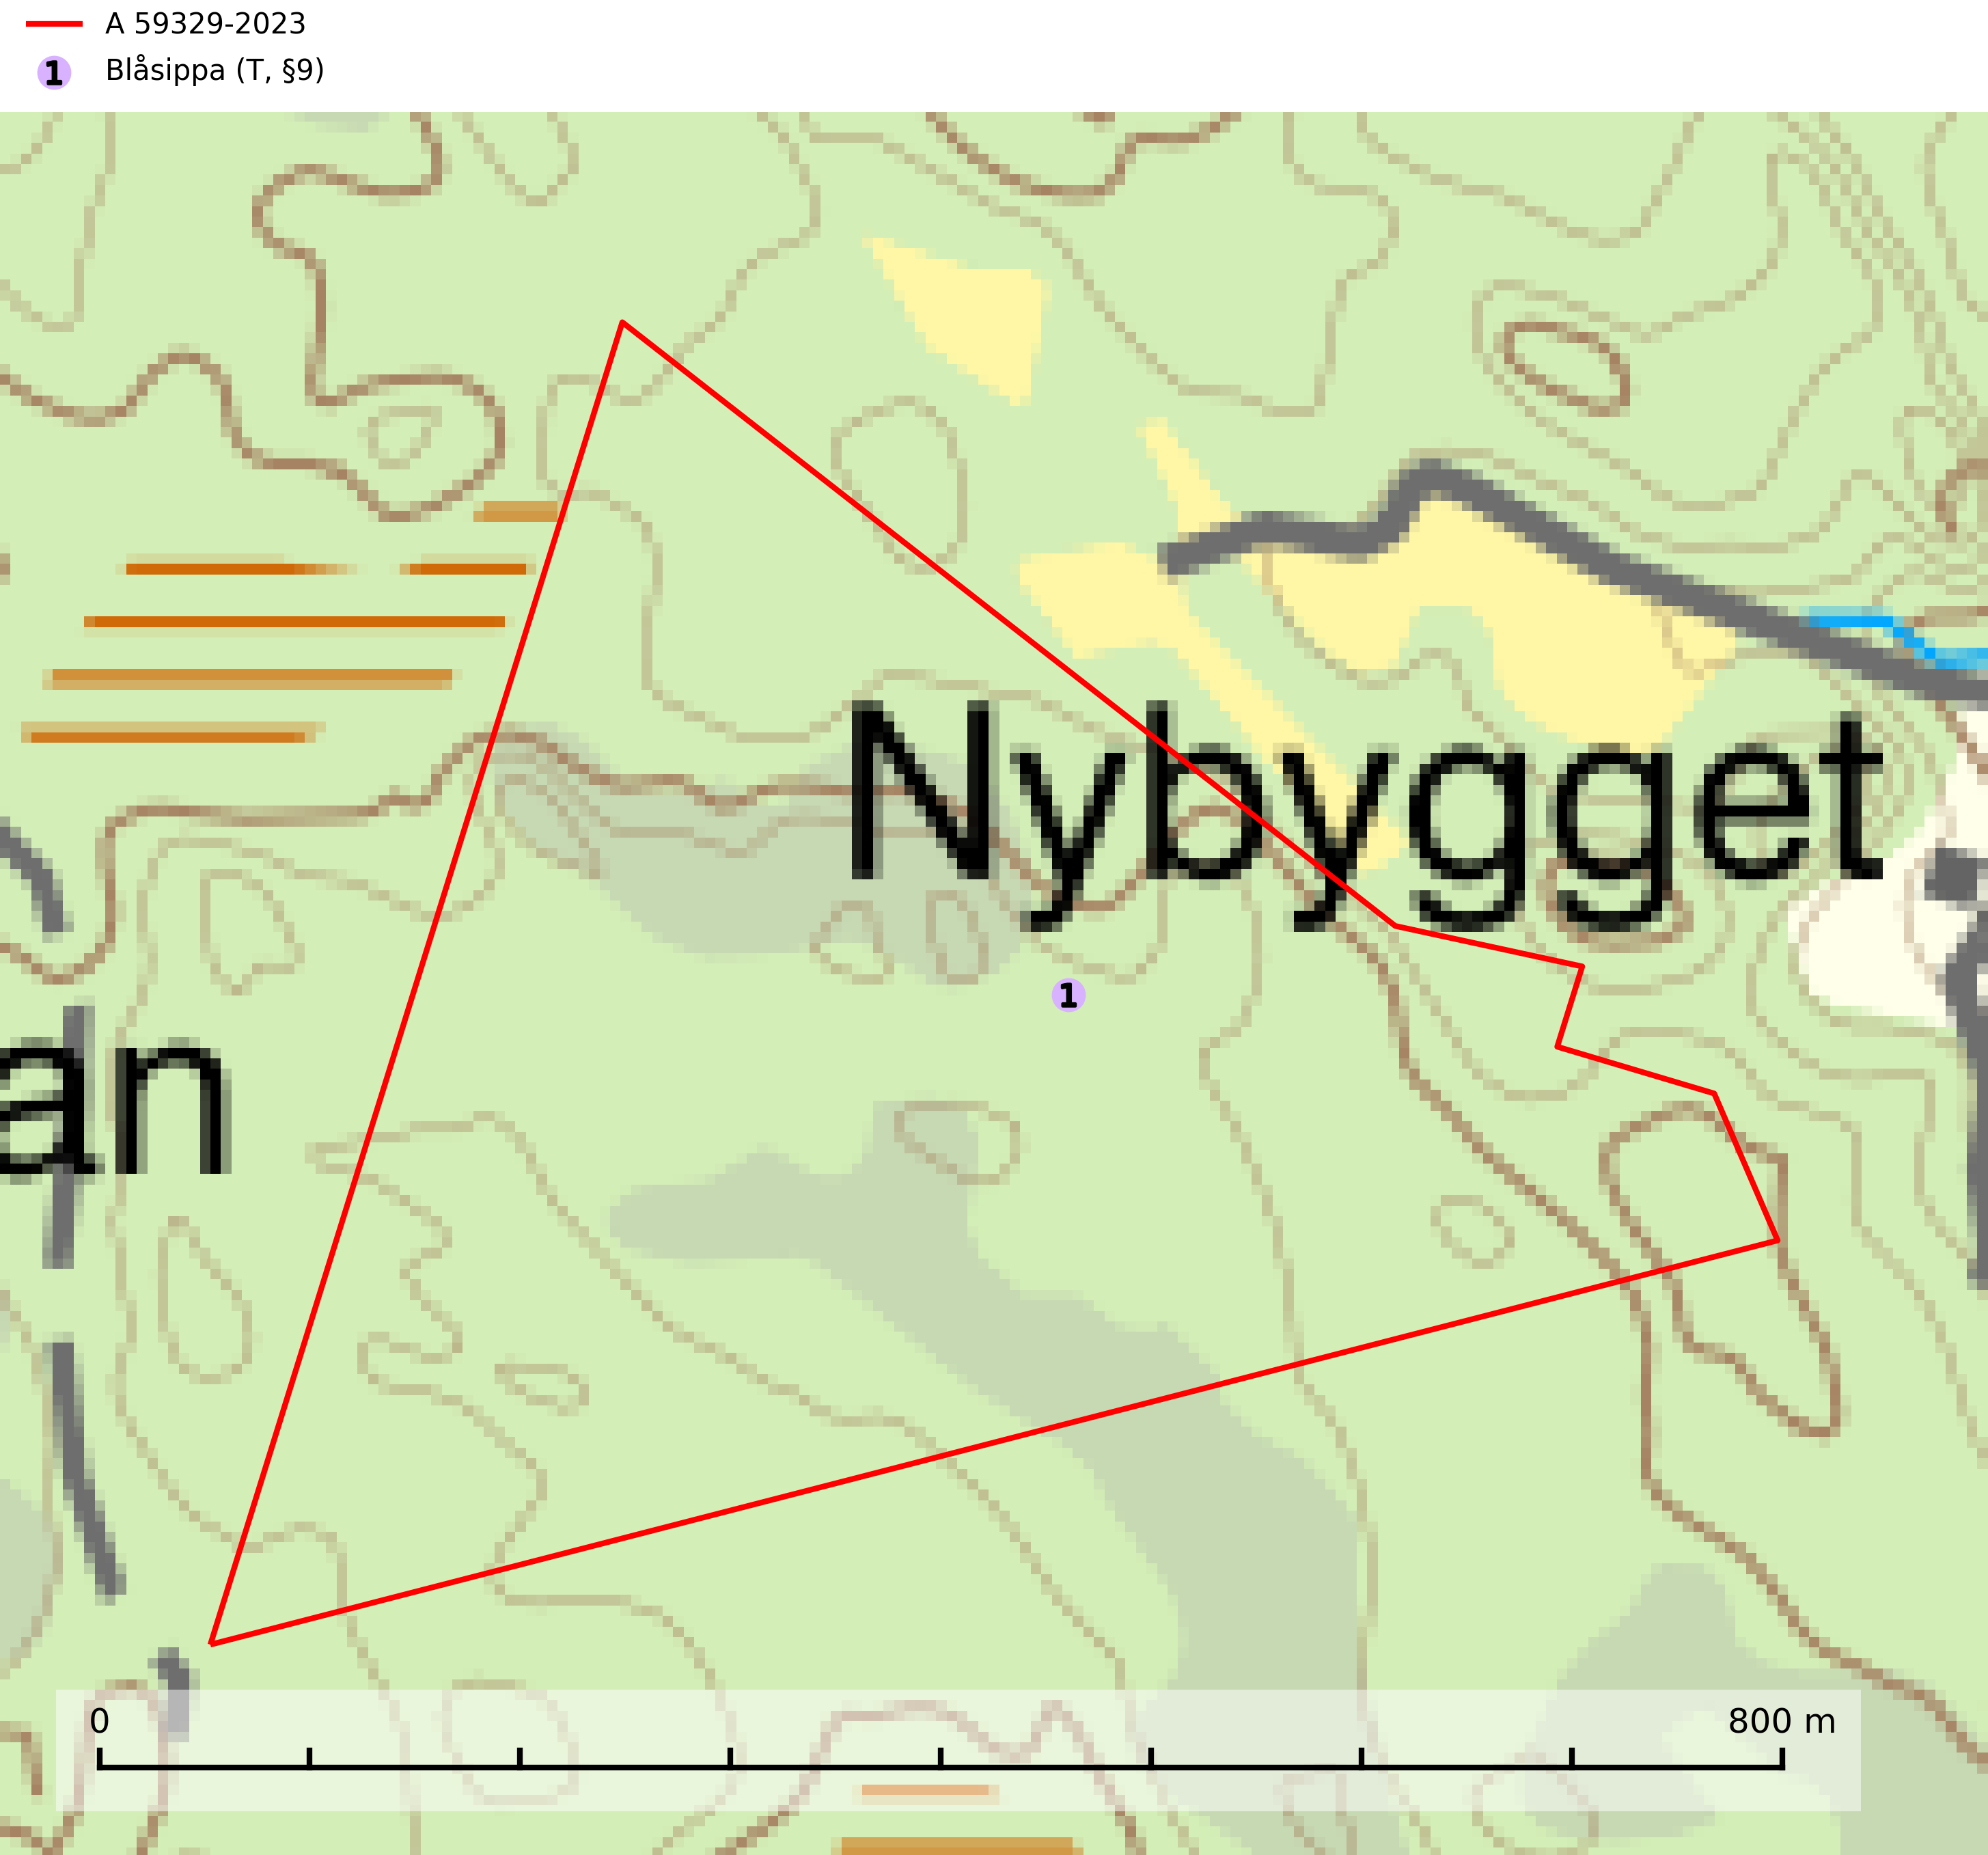 A 59329-2023
1 Blåsippa (T, §9)
Nybygget
1
an
0 800 m